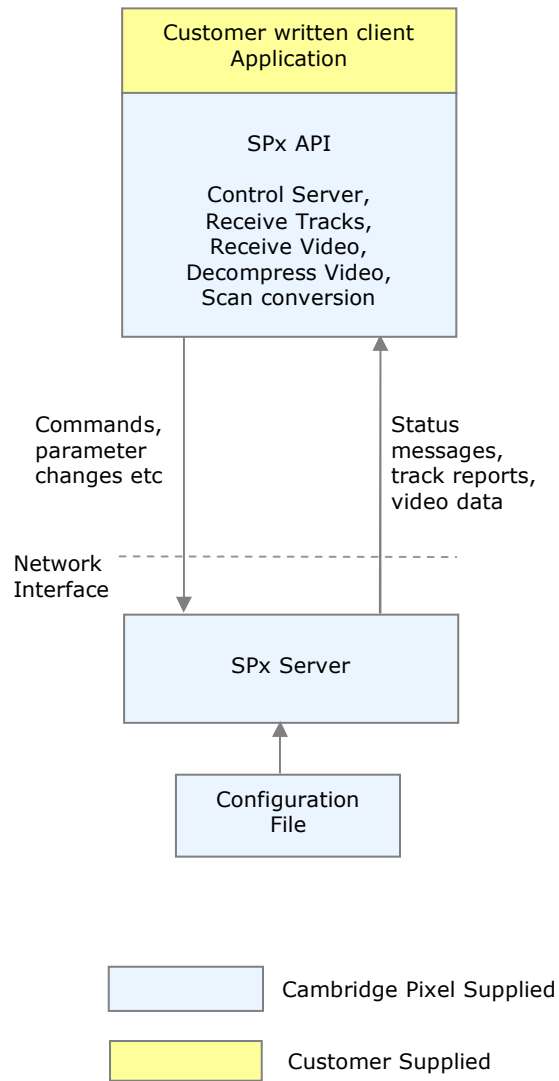 Customer written client
Application
SPx API
Control Server,
Receive Tracks,
Receive Video,
Decompress Video,
Scan conversion
Commands,
parameter
changes etc
Status
messages,
track reports,
video data
Network
Interface
SPx Server
Configuration
File
Cambridge Pixel Supplied
Customer Supplied